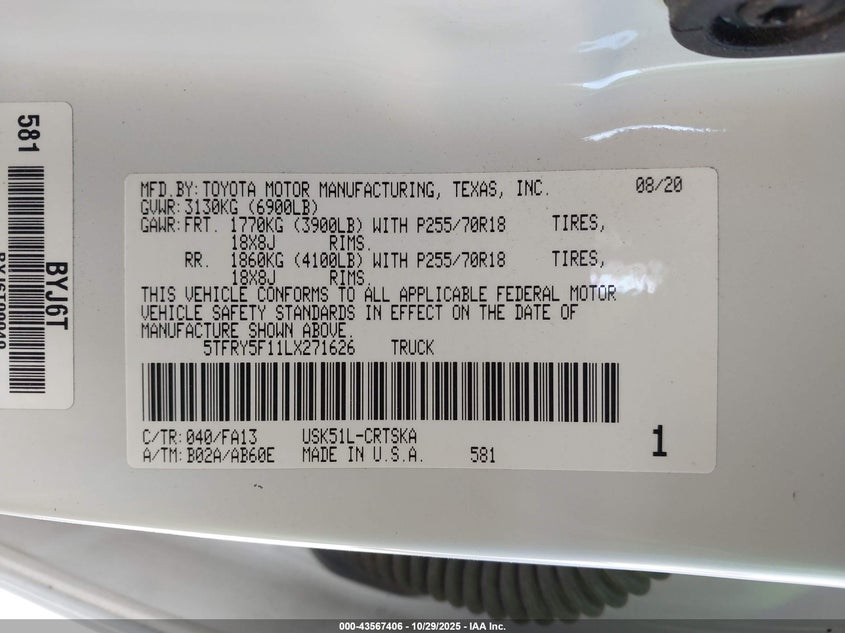 581
BYJ6T
MFD.BY:TOYOTA MOTOR MANUFACTURING, TEXAS, INC. 08/20
GVWR:3130KG (6900LB)
GAWR:FRT. 1770KG (3900LB) WITH P255/70R18 TIRES,
18X8J RIMS.
RR. 1860KG (4100LB) WITH P255/70R18 TIRES,
18X8J RIMS.
THIS VEHICLE CONFORMS TO ALL APPLICABLE FEDERAL MOTOR
VEHICLE SAFETY STANDARDS IN EFFECT ON THE DATE OF
MANUFACTURE SHOWN ABOVE.
5TFRY5F11LX271626 TRUCK
C/TR:040/FA13 USK51L-CRTSKA
A/TM:B02A/AB60E MADE IN U.S.A. 581
1
000-43567406 - 10/29/2025 - IAA Inc.